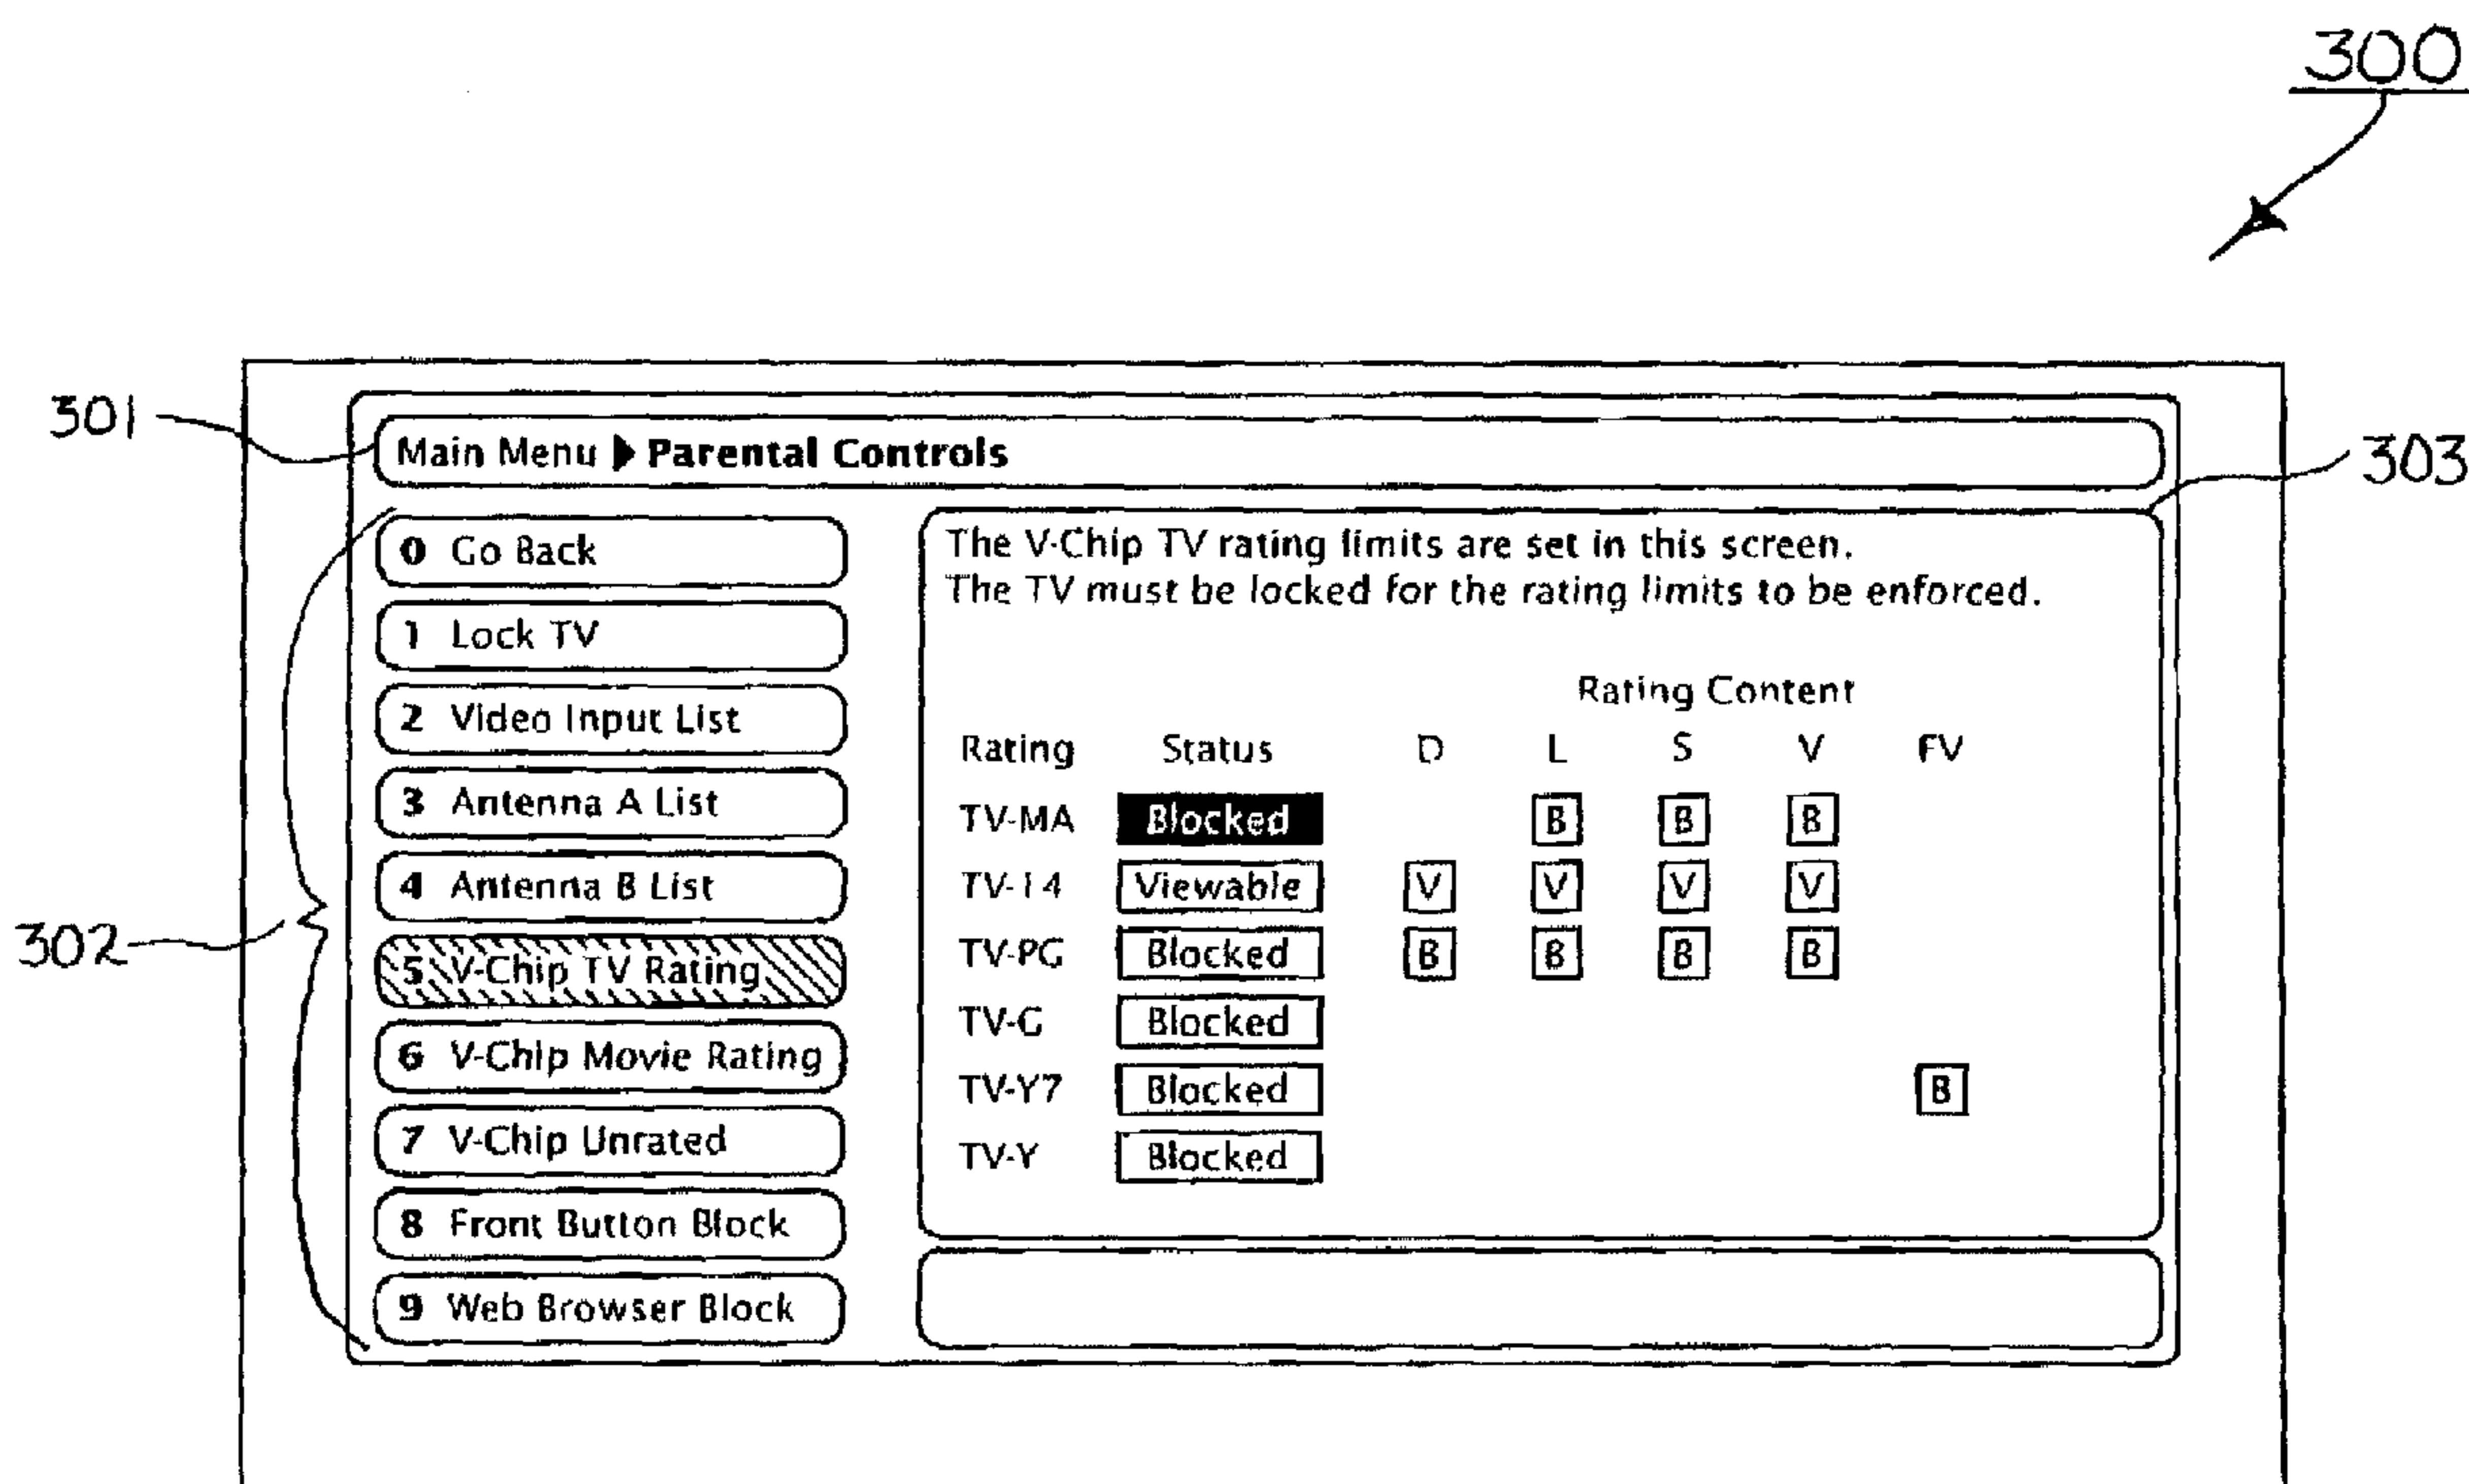 300
301
Main Menu ▶ Parental Controls
303
0 Go Back
1 Lock TV
2 Video Input List
3 Antenna A List
4 Antenna B List
302
5 V-Chip TV Rating
6 V-Chip Movie Rating
7 V-Chip Unrated
8 Front Button Block
9 Web Browser Block
The V-Chip TV rating limits are set in this screen.
The TV must be locked for the rating limits to be enforced.
Rating Content
Rating Status D L S V FV
TV-MA Blocked B B B
TV-14 Viewable V V V V
TV-PG Blocked B B B B
TV-G Blocked
TV-Y7 Blocked B
TV-Y Blocked